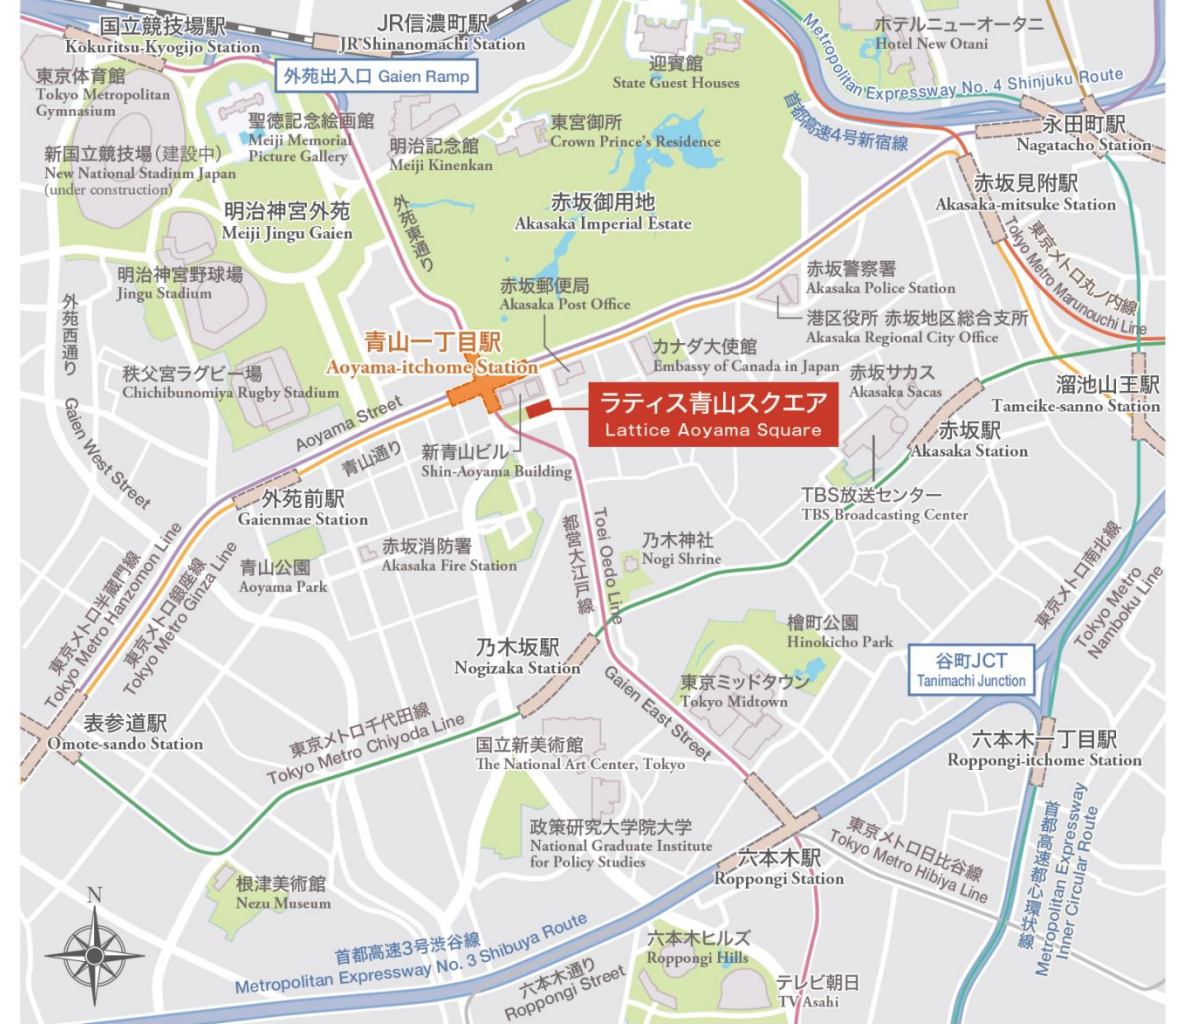 国立競技場駅
Kokuritsu-Kyogijo Station
JR信濃町駅
JR Shinanomachi Station
外苑出入口 Gaien Ramp
迎賓館
State Guest Houses
ホテルニューオータニ
Hotel New Otani
Metropolitan Expressway No. 4 Shinjuku Route
首都高速4号新宿線
永田町駅
Nagatacho Station
東京体育館
Tokyo Metropolitan
Gymnasium
聖徳記念絵画館
Meiji Memorial
Picture Gallery
明治記念館
Meiji Kinenkan
東宮御所
Crown Prince's Residence
新国立競技場(建設中)
New National Stadium Japan
(under construction)
明治神宮外苑
Meiji Jingu Gaien
外苑東通り
赤坂御用地
Akasaka Imperial Estate
赤坂見附駅
Akasaka-mitsuke Station
東京メトロ丸ノ内線
Tokyo Metro Marunouchi Line
明治神宮野球場
Jingu Stadium
赤坂郵便局
Akasaka Post Office
赤坂警察署
Akasaka Police Station
港区役所 赤坂地区総合支所
Akasaka Regional City Office
外苑西通り
Gaien West Street
青山一丁目駅
Aoyama-itchome Station
カナダ大使館
Embassy of Canada in Japan
秩父宮ラグビー場
Chichibunomiya Rugby Stadium
赤坂サカス
Akasaka Sacas
溜池山王駅
Tameike-sanno Station
ラティス青山スクエア
Lattice Aoyama Square
Aoyama Street
青山通り
新青山ビル
Shin-Aoyama Building
赤坂駅
Akasaka Station
外苑前駅
Gaienmae Station
TBS放送センター
TBS Broadcasting Center
東京メトロ半蔵門線
Tokyo Metro Hanzomon Line
東京メトロ銀座線
Tokyo Metro Ginza Line
青山公園
Aoyama Park
赤坂消防署
Akasaka Fire Station
都営大江戸線
Toei Oedo Line
乃木神社
Nogi Shrine
東京メトロ南北線
Tokyo Metro
Namboku Line
檜町公園
Hinokicho Park
乃木坂駅
Nogizaka Station
谷町JCT
Tanimachi Junction
東京ミッドタウン
Tokyo Midtown
Gaien East Street
表参道駅
Omote-sando Station
東京メトロ千代田線
Tokyo Metro Chiyoda Line
国立新美術館
The National Art Center, Tokyo
六本木一丁目駅
Roppongi-itchome Station
政策研究大学院大学
National Graduate Institute
for Policy Studies
六本木駅
Roppongi Station
東京メトロ日比谷線
Tokyo Metro Hibiya Line
首都高速都心環状線
Metropolitan Expressway
Inner Circular Route
根津美術館
Nezu Museum
N
首都高速3号渋谷線
Metropolitan Expressway No. 3 Shibuya Route
六本木通り
Roppongi Street
六本木ヒルズ
Roppongi Hills
テレビ朝日
TV Asahi